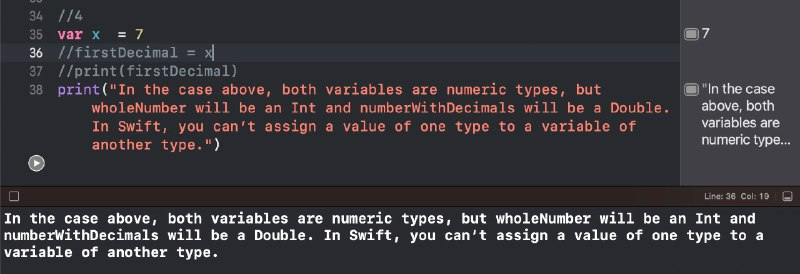 34 //4
35 var x  = 7
36 //firstDecimal = x
37 //print(firstDecimal)
38 print("In the case above, both variables are numeric types, but
wholeNumber will be an Int and numberWithDecimals will be a Double.
In Swift, you can’t assign a value of one type to a variable of
another type.")
7
"In the case
above, both
variables are
numeric type...
Line: 36 Col: 19
In the case above, both variables are numeric types, but wholeNumber will be an Int and
numberWithDecimals will be a Double. In Swift, you can’t assign a value of one type to a
variable of another type.